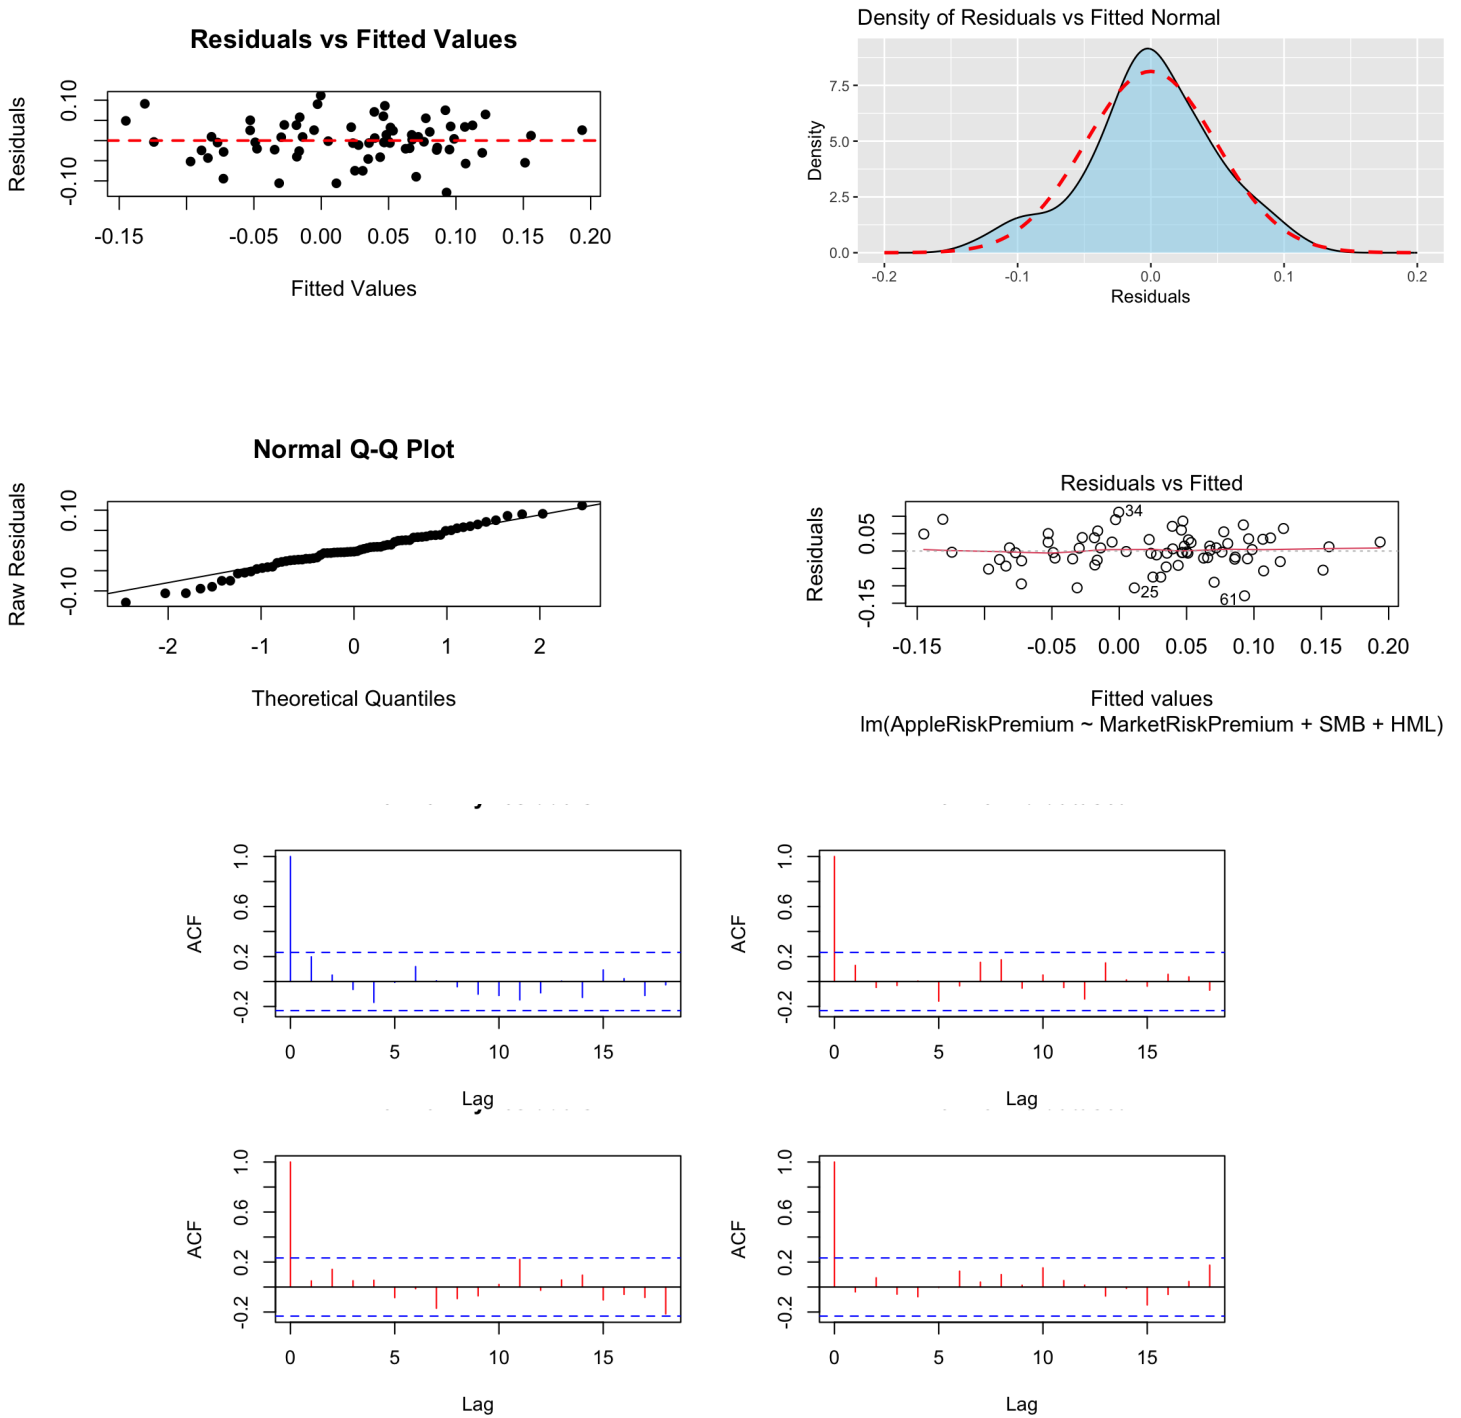 Residuals vs Fitted Values
Residuals
0.10
-0.10
-0.15 -0.05 0.00 0.05 0.10 0.15 0.20
Fitted Values
Density of Residuals vs Fitted Normal
Density
7.5
5.0
2.5
0.0
-0.2 -0.1 0.0 0.1 0.2
Residuals
Normal Q-Q Plot
Raw Residuals
0.10
-0.10
-2 -1 0 1 2
Theoretical Quantiles
Residuals vs Fitted
Residuals
0.05
-0.15
34
25
61
-0.15 -0.05 0.00 0.05 0.10 0.15 0.20
Fitted values
lm(AppleRiskPremium ~ MarketRiskPremium + SMB + HML)
ACF
1.0
0.6
0.2
-0.2
0 5 10 15
Lag
ACF
1.0
0.6
0.2
-0.2
0 5 10 15
Lag
ACF
1.0
0.6
0.2
-0.2
0 5 10 15
Lag
ACF
1.0
0.6
0.2
-0.2
0 5 10 15
Lag